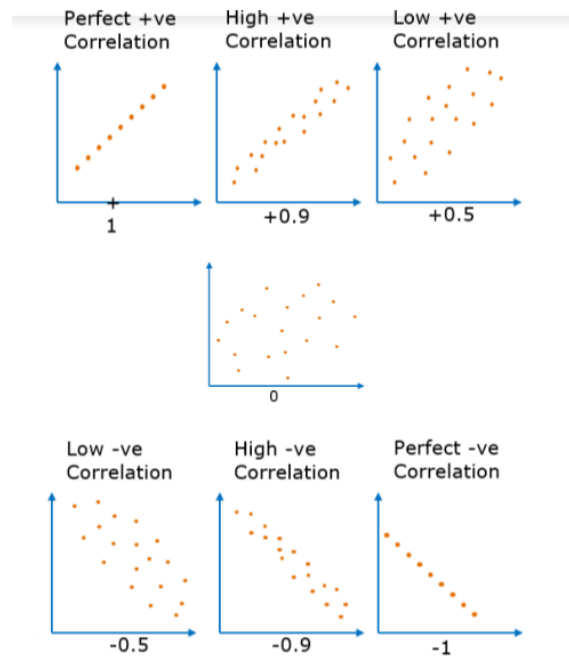 Perfect +ve
Correlation
High +ve
Correlation
Low +ve
Correlation
+
1
+0.9
+0.5
0
Low -ve
Correlation
High -ve
Correlation
Perfect -ve
Correlation
-0.5
-0.9
-1